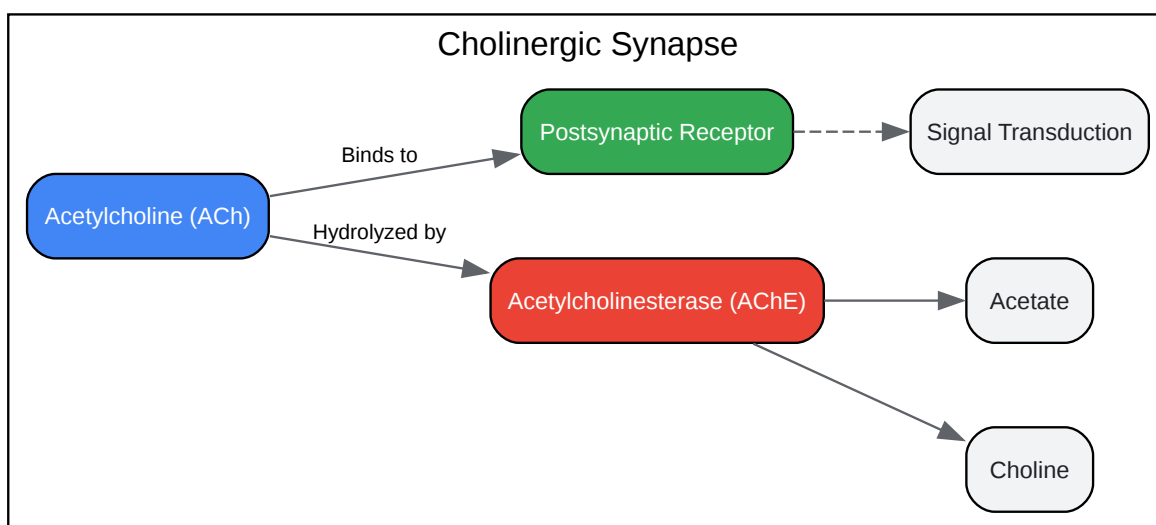 Cholinergic Synapse
Postsynaptic Receptor
Signal Transduction
Binds to
Acetylcholine (ACh)
Hydrolyzed by
Acetylcholinesterase (AChE)
Acetate
Choline